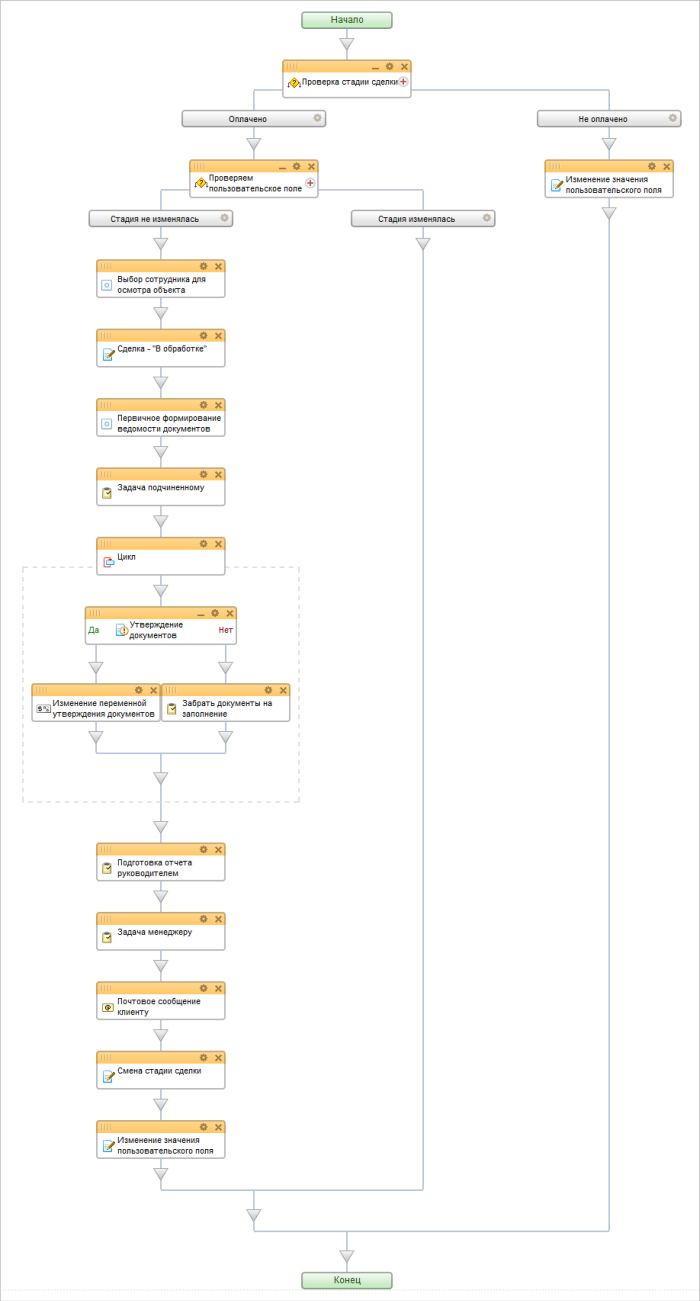 Начало
Проверка стадии сделки
Оплачено
Не оплачено
Проверяем
пользовательское поле
Изменение значения
пользовательского поля
Стадия не изменялась
Стадия изменялась
Выбор сотрудника для
осмотра объекта
Сделка - "В обработке"
Первичное формирование
ведомости документов
Задача подчиненному
Цикл
Да
Утверждение
документов
Нет
Изменение переменной
утверждения документов
Забрать документы на
заполнение
Подготовка отчета
руководителем
Задача менеджеру
Почтовое сообщение
клиенту
Смена стадии сделки
Изменение значения
пользовательского поля
Конец